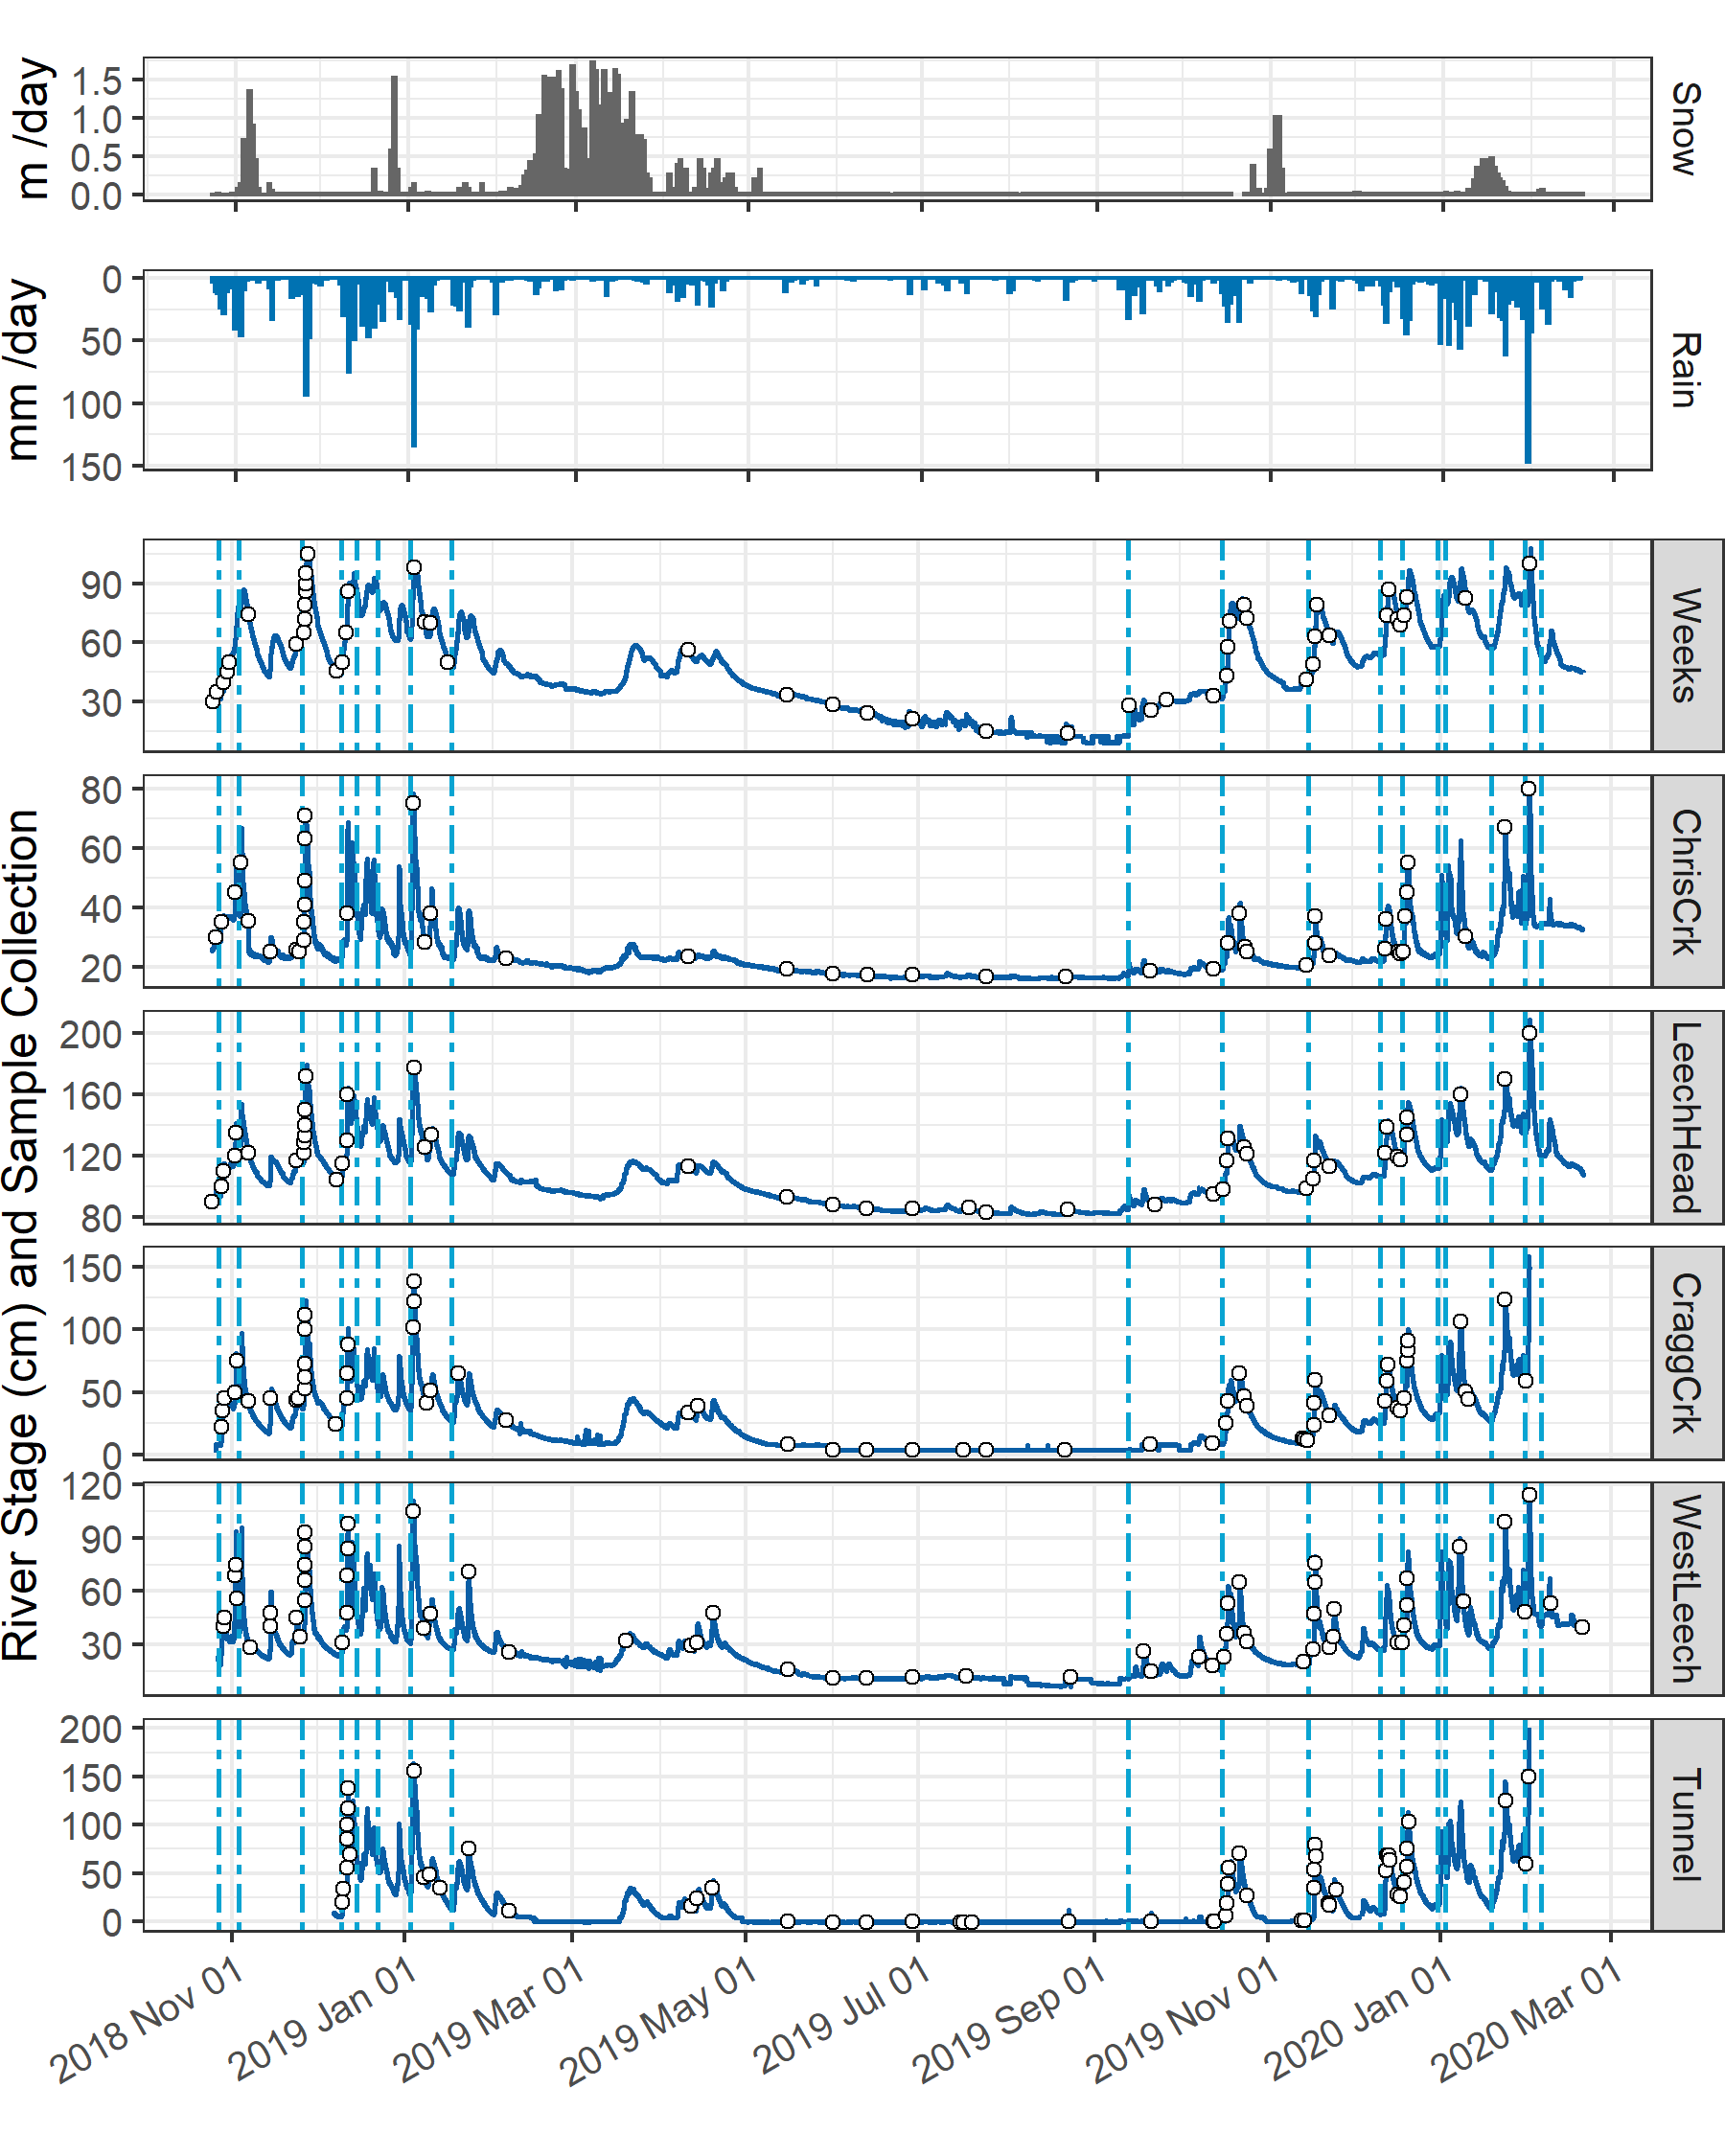 m /day
1.5
1.0
0.5
0.0
Snow
mm /day
0
50
100
150
Rain
River Stage (cm) and Sample Collection
90
60
30
Weeks
80
60
40
20
ChrisCrk
200
160
120
80
LeechHead
150
100
50
0
CraggCrk
120
90
60
30
WestLeech
200
150
100
50
0
Tunnel
2018 Nov 01
2019 Jan 01
2019 Mar 01
2019 May 01
2019 Jul 01
2019 Sep 01
2019 Nov 01
2020 Jan 01
2020 Mar 01